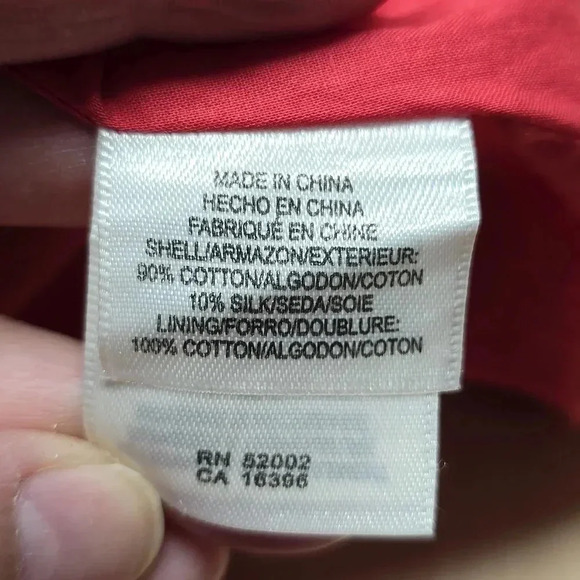 MADE IN CHINA
HECHO EN CHINA
FABRIQUÉ EN CHINE
SHELL/ARMAZON/EXTERIEUR:
90% COTTON/ALGODON/COTON
10% SILK/SEDA/SOIE
LINING/FORRO/DOUBLURE:
100% COTTON/ALGODON/COTON
RN 52002
CA 16396